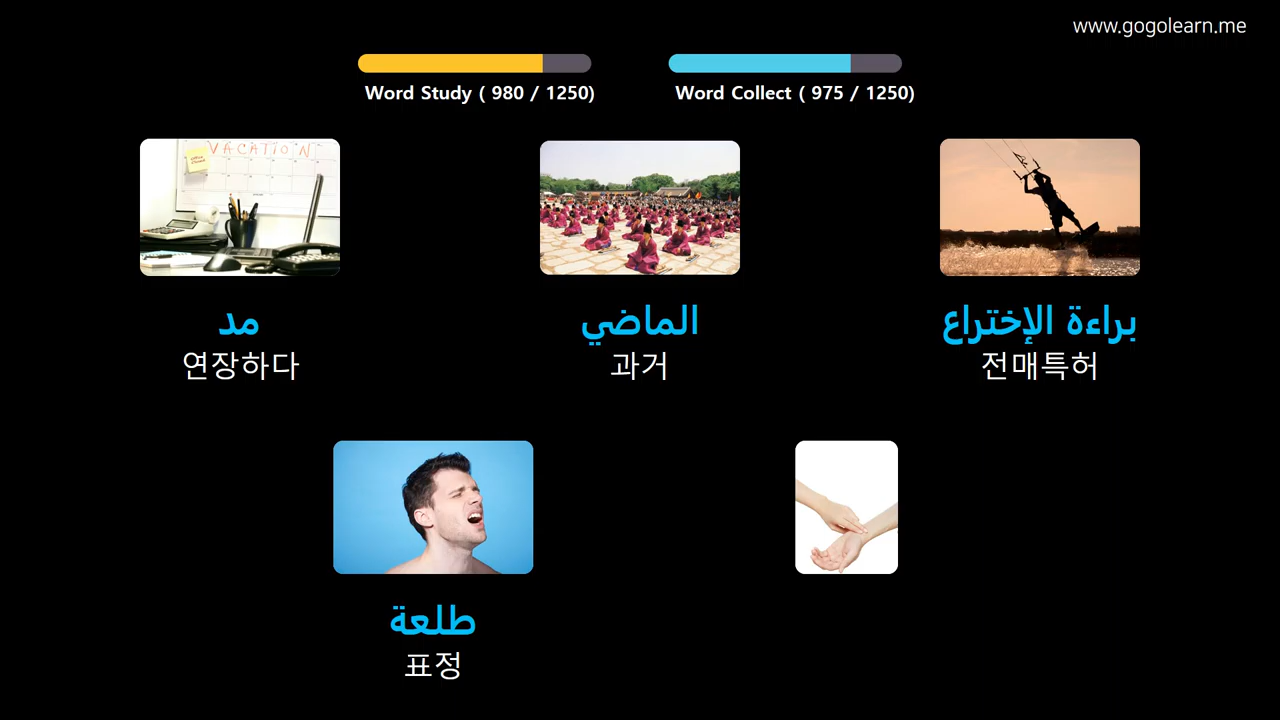 www.gogolearn.me
Word Study ( 980 / 1250)
Word Collect ( 975 / 1250)
VACATION
مد
연장하다
الماضي
과거
براءة الإختراع
전매특허
طلعة
표정